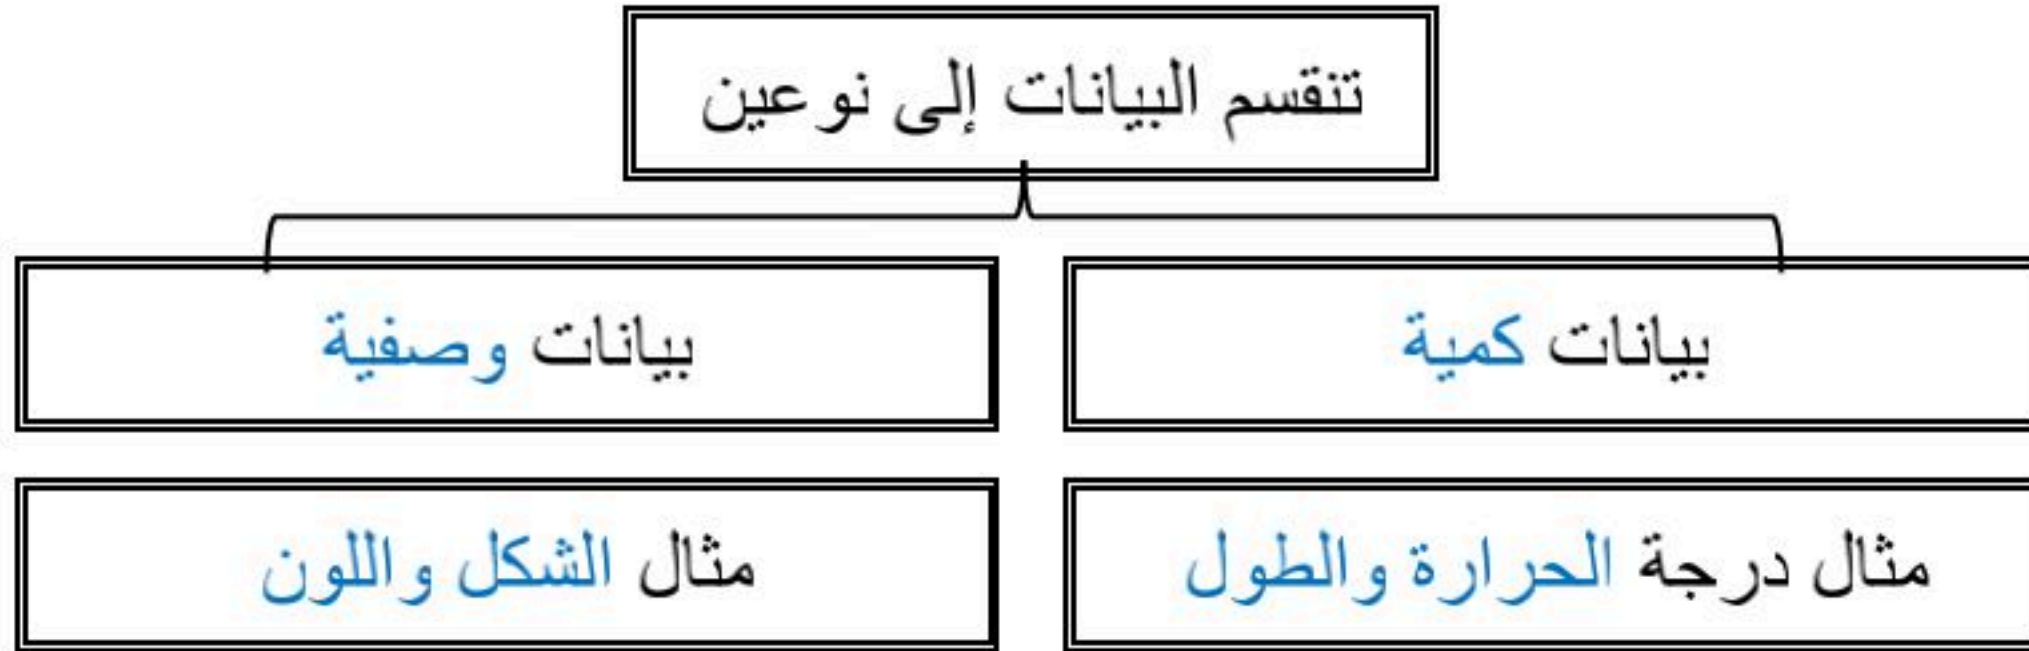 تنقسم البيانات إلى نوعين
بيانات كمية
بيانات وصفية
مثال درجة الحرارة والطول
مثال الشكل واللون